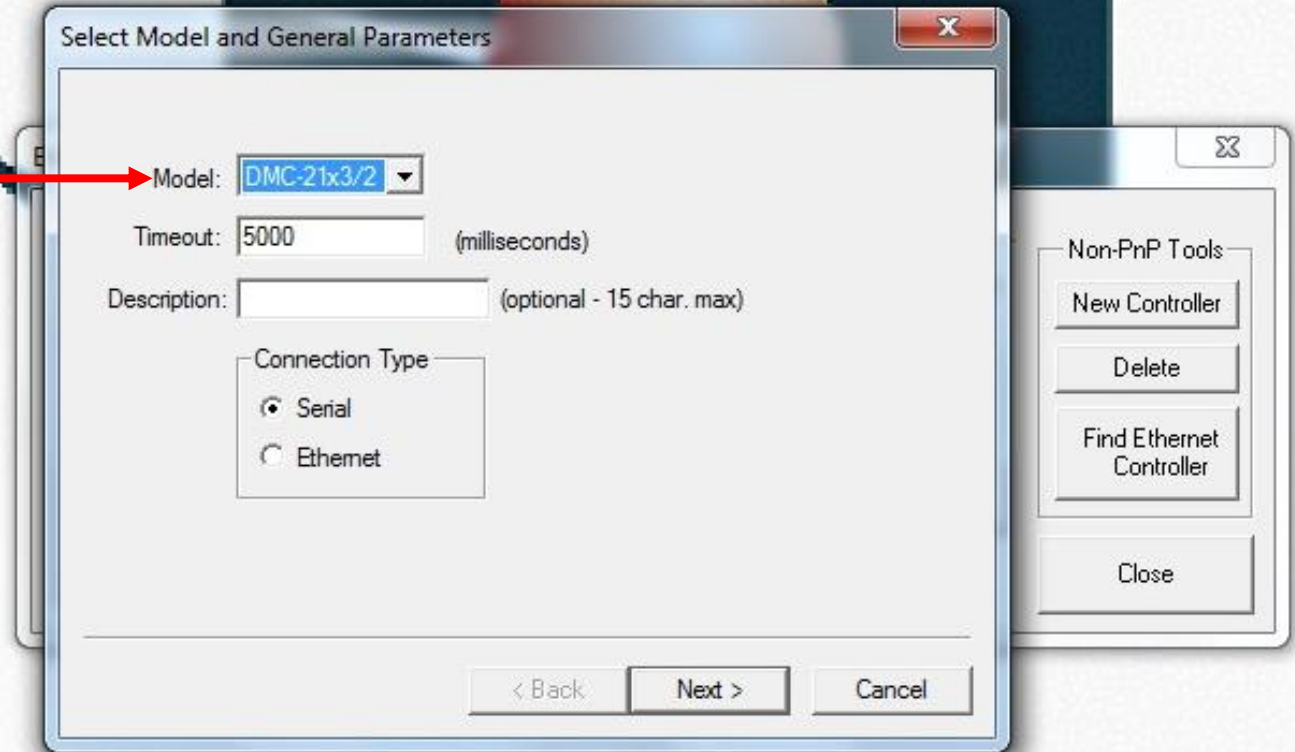 Select Model and General Parameters
Model: DMC-21x3/2
Timeout: 5000 (milliseconds)
Description: (optional - 15 char. max)
Connection Type
Serial
Ethernet
< Back Next > Cancel
Non-PnP Tools
New Controller
Delete
Find Ethernet
Controller
Close